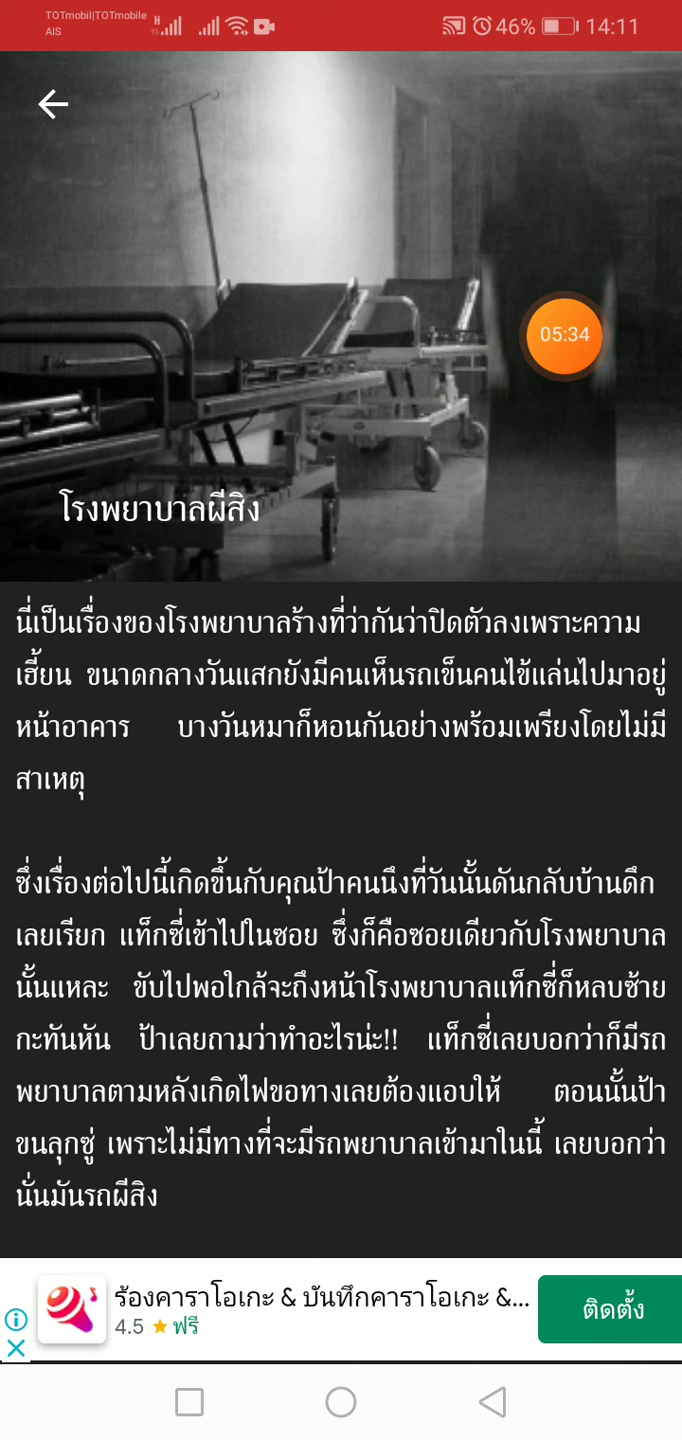 TOTmobil|TOTmobile
AIS
H
46%
14:11
05:34
โรงพยาบาลผีสิง
นี่เป็นเรื่องของโรงพยาบาลร้างที่ว่ากันว่าปิดตัวลงเพราะความ
เฮี้ยน ขนาดกลางวันแสกยังมีคนเห็นรถเข็นคนไข้แล่นไปมาอยู่
หน้าอาคาร บางวันหมาก็หอนกันอย่างพร้อมเพรียงโดยไม่มี
สาเหตุ
ซึ่งเรื่องต่อไปนี้เกิดขึ้นกับคุณป้าคนนึงที่วันนั้นดันกลับบ้านดึก
เลยเรียก แท็กซี่เข้าไปในซอย ซึ่งก็คือซอยเดียวกับโรงพยาบาล
นั้นแหละ ขับไปพอใกล้จะถึงหน้าโรงพยาบาลแท็กซี่ก็หลบซ้าย
กะทันหัน ป้าเลยถามว่าทำอะไรน่ะ!! แท็กซี่เลยบอกว่าก็มีรถ
พยาบาลตามหลังเกิดไฟขอทางเลยต้องแอบให้ ตอนนั้นป้า
ขนลุกซู่ เพราะไม่มีทางที่จะมีรถพยาบาลเข้ามาในนี้ เลยบอกว่า
นั่นมันรถผีสิง
ร้องคาราโอเกะ & บันทึกคาราโอเกะ &...
4.5 ★ ฟรี
ติดตั้ง